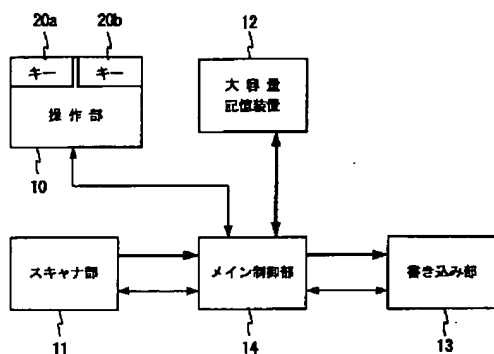 20a 20b
キー キー
操作部
10
12
大容量
記憶装置
スキャナ部
11
メイン制御部
14
書き込み部
13